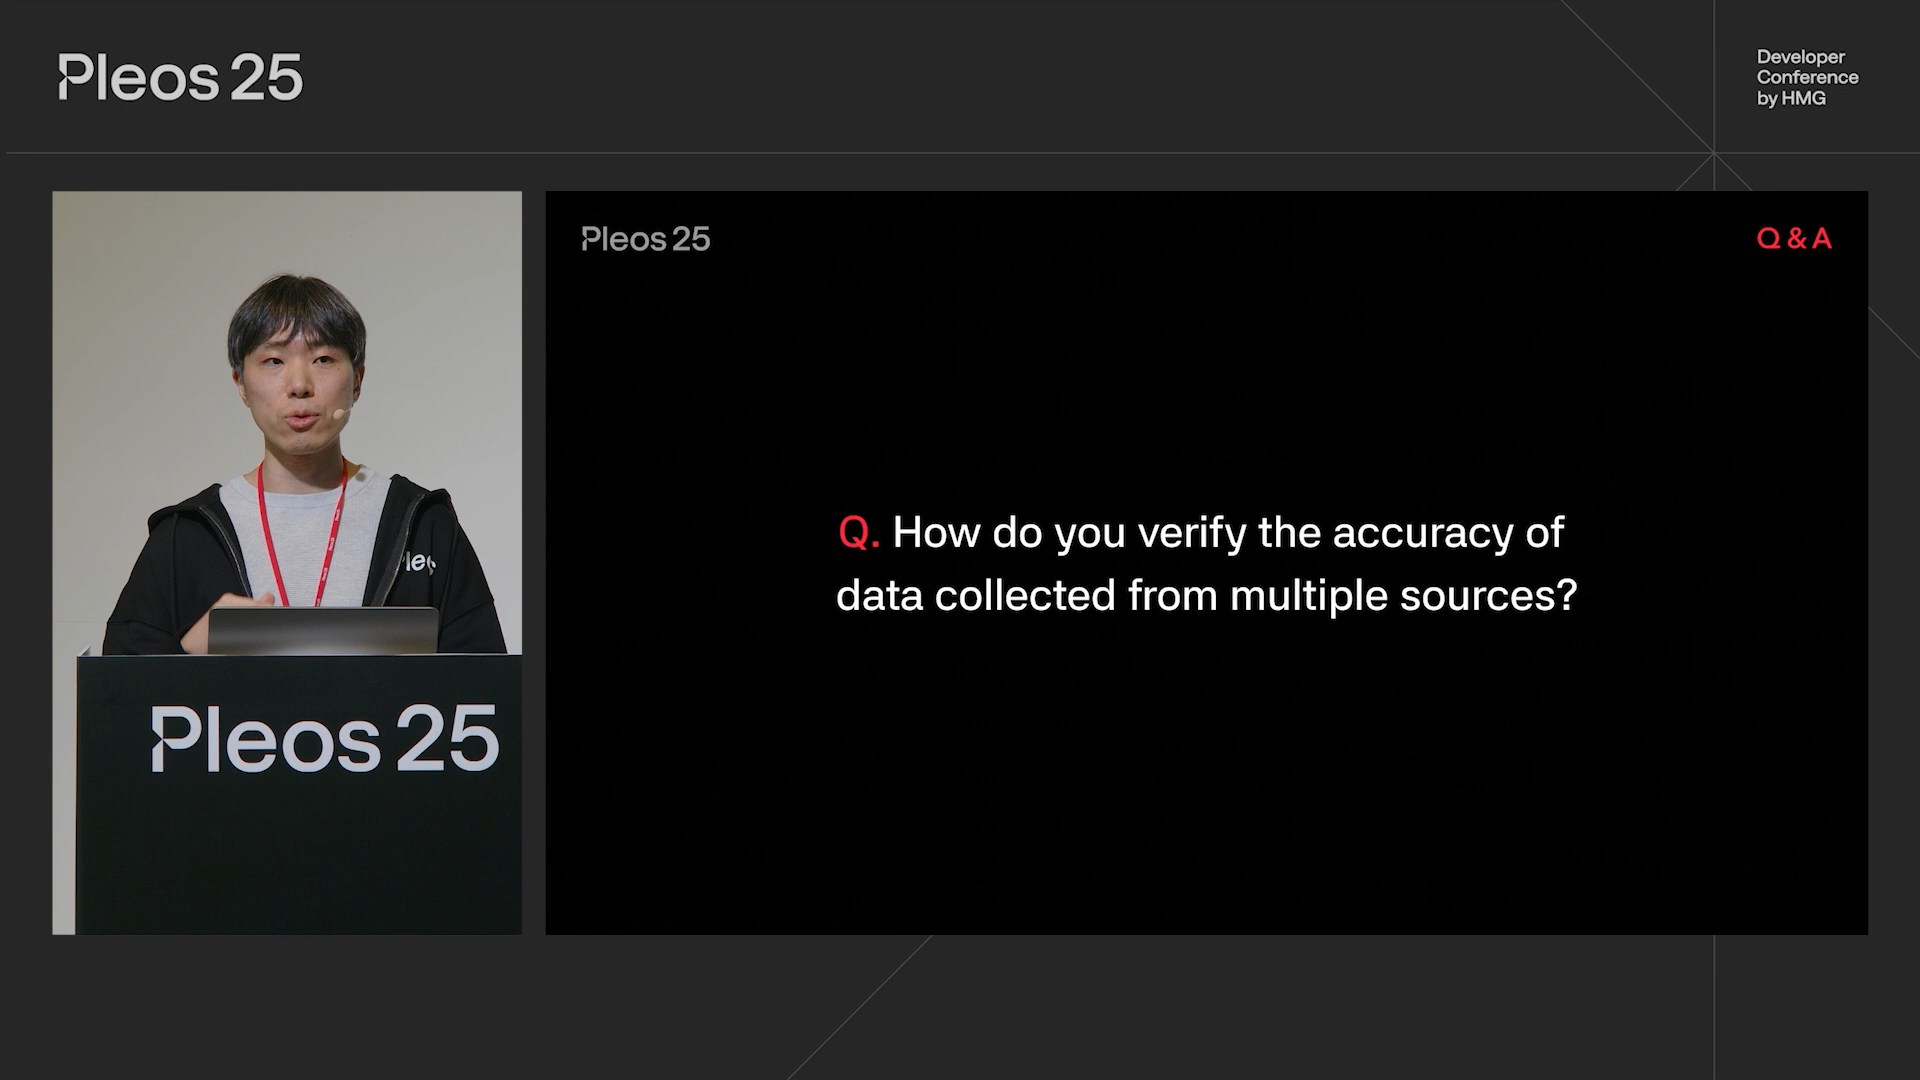 Pleos 25
Developer
Conference
by HMG
Pleos 25
Q & A
Q. How do you verify the accuracy of
data collected from multiple sources?
Pleos 25